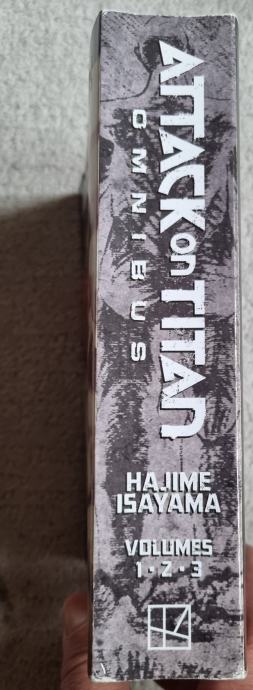 ATTACK on TITAN
OMNIBUS
HAJIME
ISAYAMA
VOLUMES
1 • 2 • 3